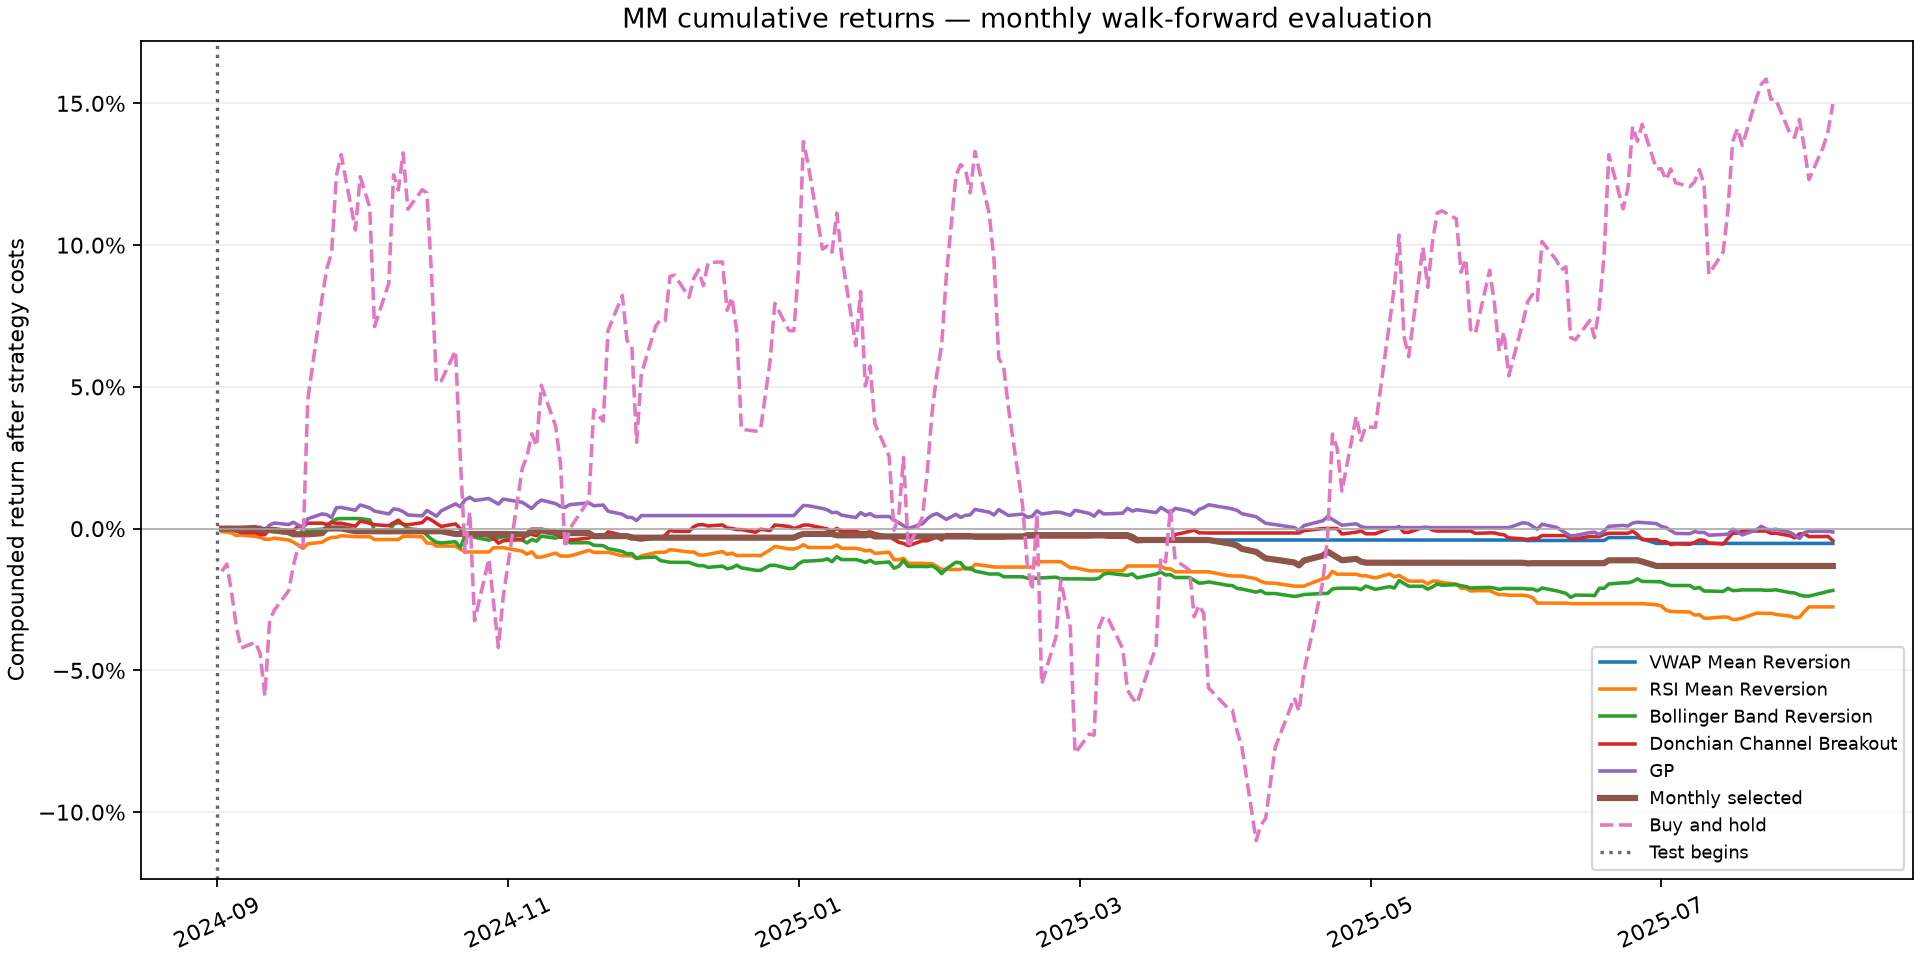 MM cumulative returns — monthly walk-forward evaluation
Compounded return after strategy costs
15.0%
10.0%
5.0%
0.0%
−5.0%
−10.0%
2024-09
2024-11
2025-01
2025-03
2025-05
2025-07
VWAP Mean Reversion
RSI Mean Reversion
Bollinger Band Reversion
Donchian Channel Breakout
GP
Monthly selected
Buy and hold
Test begins